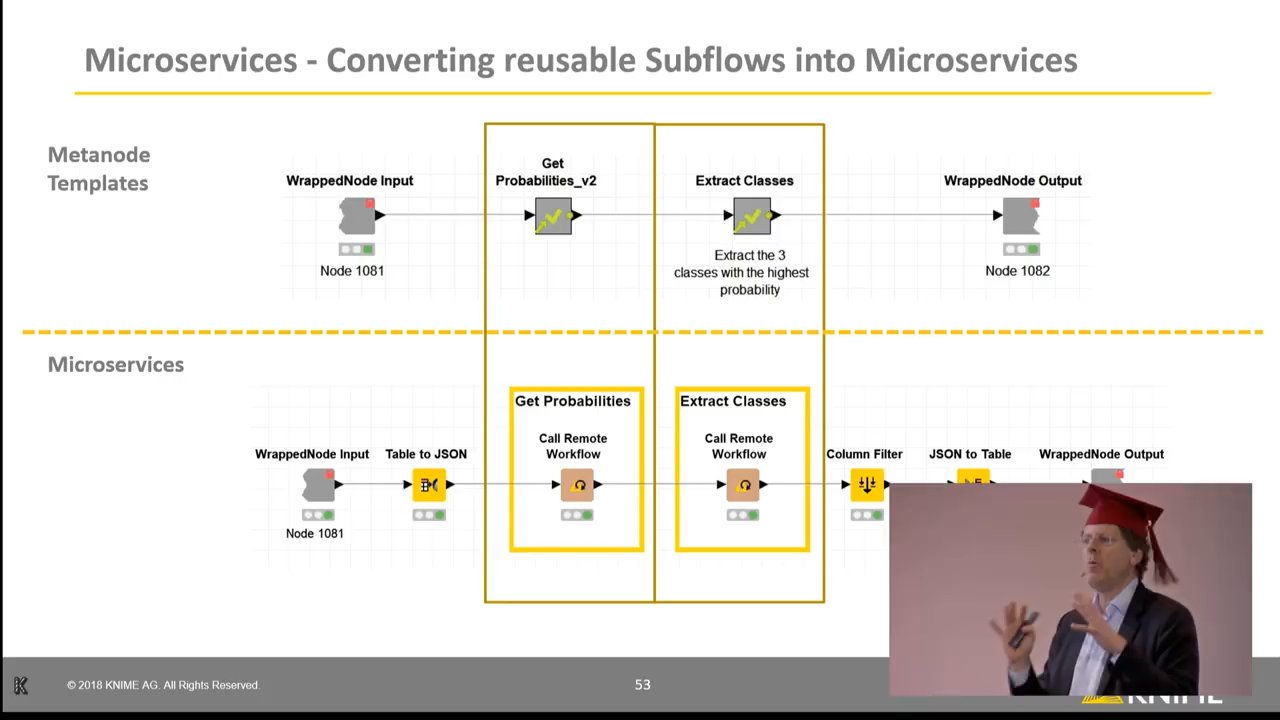 Microservices - Converting reusable Subflows into Microservices
Metanode
Templates
WrappedNode Input
Node 1081
Get
Probabilities_v2
Extract Classes
Extract the 3
classes with the highest
probability
WrappedNode Output
Node 1082
Microservices
WrappedNode Input
Node 1081
Table to JSON
Get Probabilities
Call Remote
Workflow
Extract Classes
Call Remote
Workflow
Column Filter
JSON to Table
WrappedNode Output
© 2018 KNIME AG. All Rights Reserved.
53
KNIME